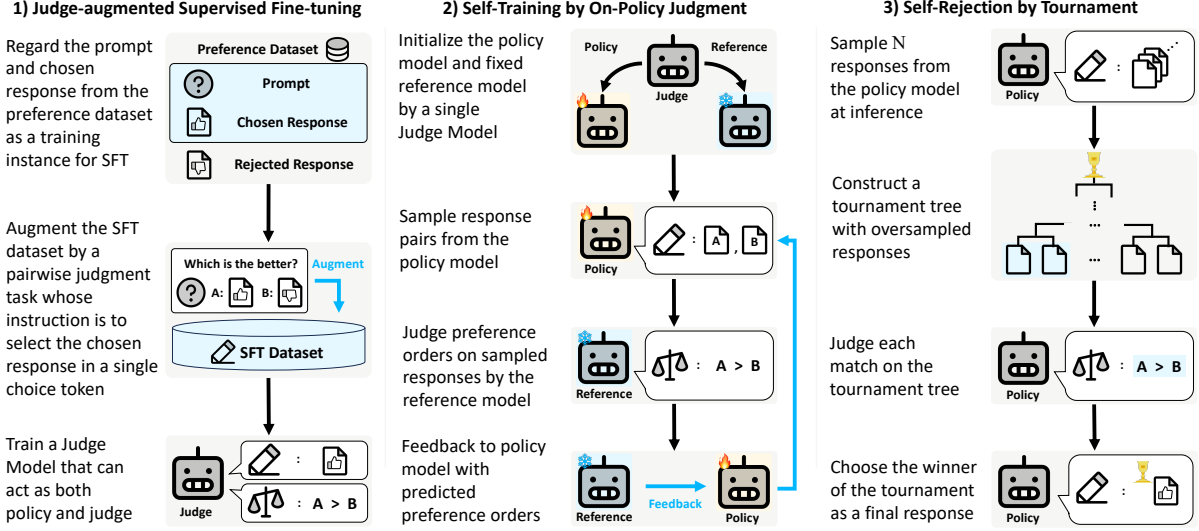 1) Judge-augmented Supervised Fine-tuning
Regard the prompt
and chosen
response from the
preference dataset
as a training
instance for SFT
Preference Dataset
Prompt
Chosen Response
Rejected Response
Augment the SFT
dataset by a
pairwise judgment
task whose
instruction is to
select the chosen
response in a single
choice token
Which is the better?
A: B:
Augment
SFT Dataset
Train a Judge
Model that can
act as both
policy and judge
Judge
:
: A > B
2) Self-Training by On-Policy Judgment
Initialize the policy
model and fixed
reference model
by a single
Judge Model
Policy
Reference
Judge
Sample response
pairs from the
policy model
Policy
: A , B
Judge preference
orders on sampled
responses by the
reference model
Reference
: A > B
Feedback to policy
model with
predicted
preference orders
Reference
Feedback
Policy
3) Self-Rejection by Tournament
Sample N
responses from
the policy model
at inference
Policy
:
Construct a
tournament tree
with oversampled
responses
...
...
...
Judge each
match on the
tournament tree
Policy
: A > B
Choose the winner
of the tournament
as a final response
Policy
: